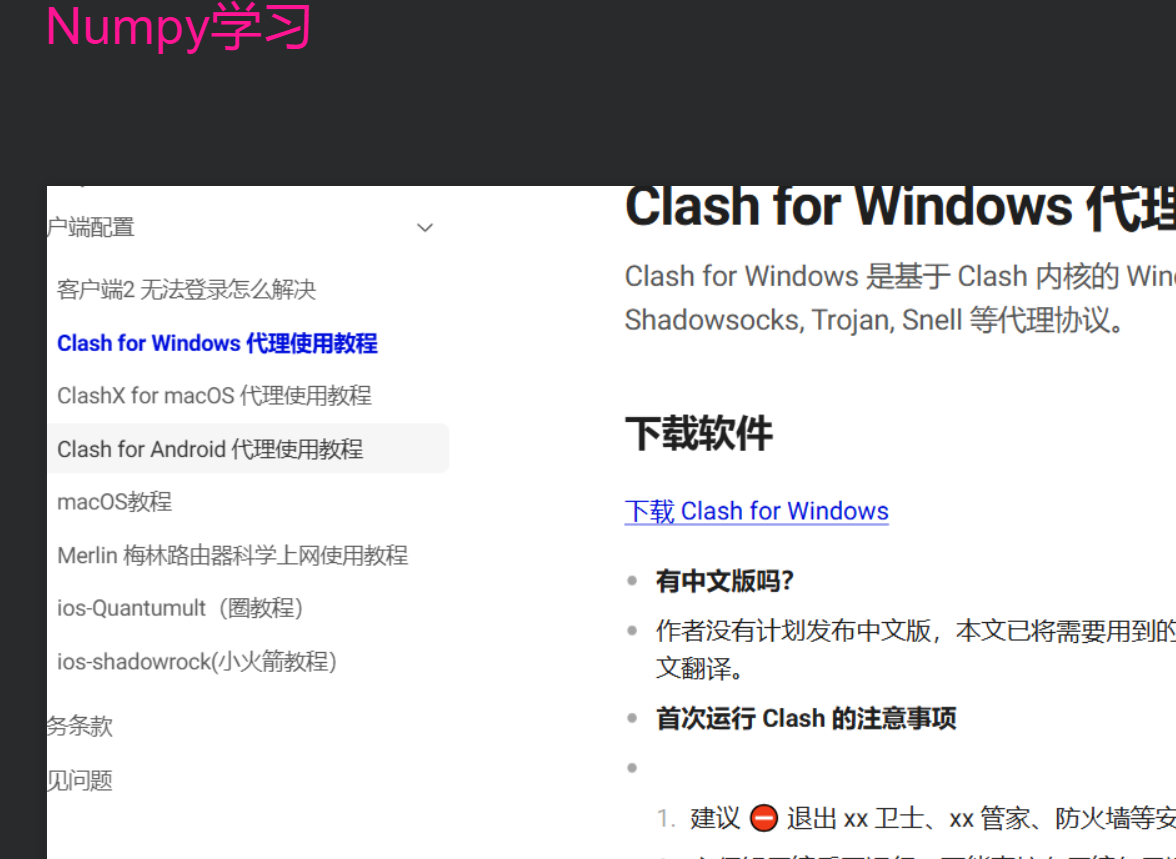 Numpy学习
户端配置
客户端2 无法登录怎么解决
Clash for Windows 代理使用教程
ClashX for macOS 代理使用教程
Clash for Android 代理使用教程
macOS教程
Merlin 梅林路由器科学上网使用教程
ios-Quantumult（圈教程）
ios-shadowrock(小火箭教程）
务条款
见问题
Clash for Windows 代理
Clash for Windows 是基于 Clash 内核的 Win
Shadowsocks, Trojan, Snell 等代理协议。
下载软件
下载 Clash for Windows
有中文版吗？
作者没有计划发布中文版，本文已将需要用到的
文翻译。
首次运行 Clash 的注意事项
1. 建议 ⛔ 退出 xx 卫士、xx 管家、防火墙等安